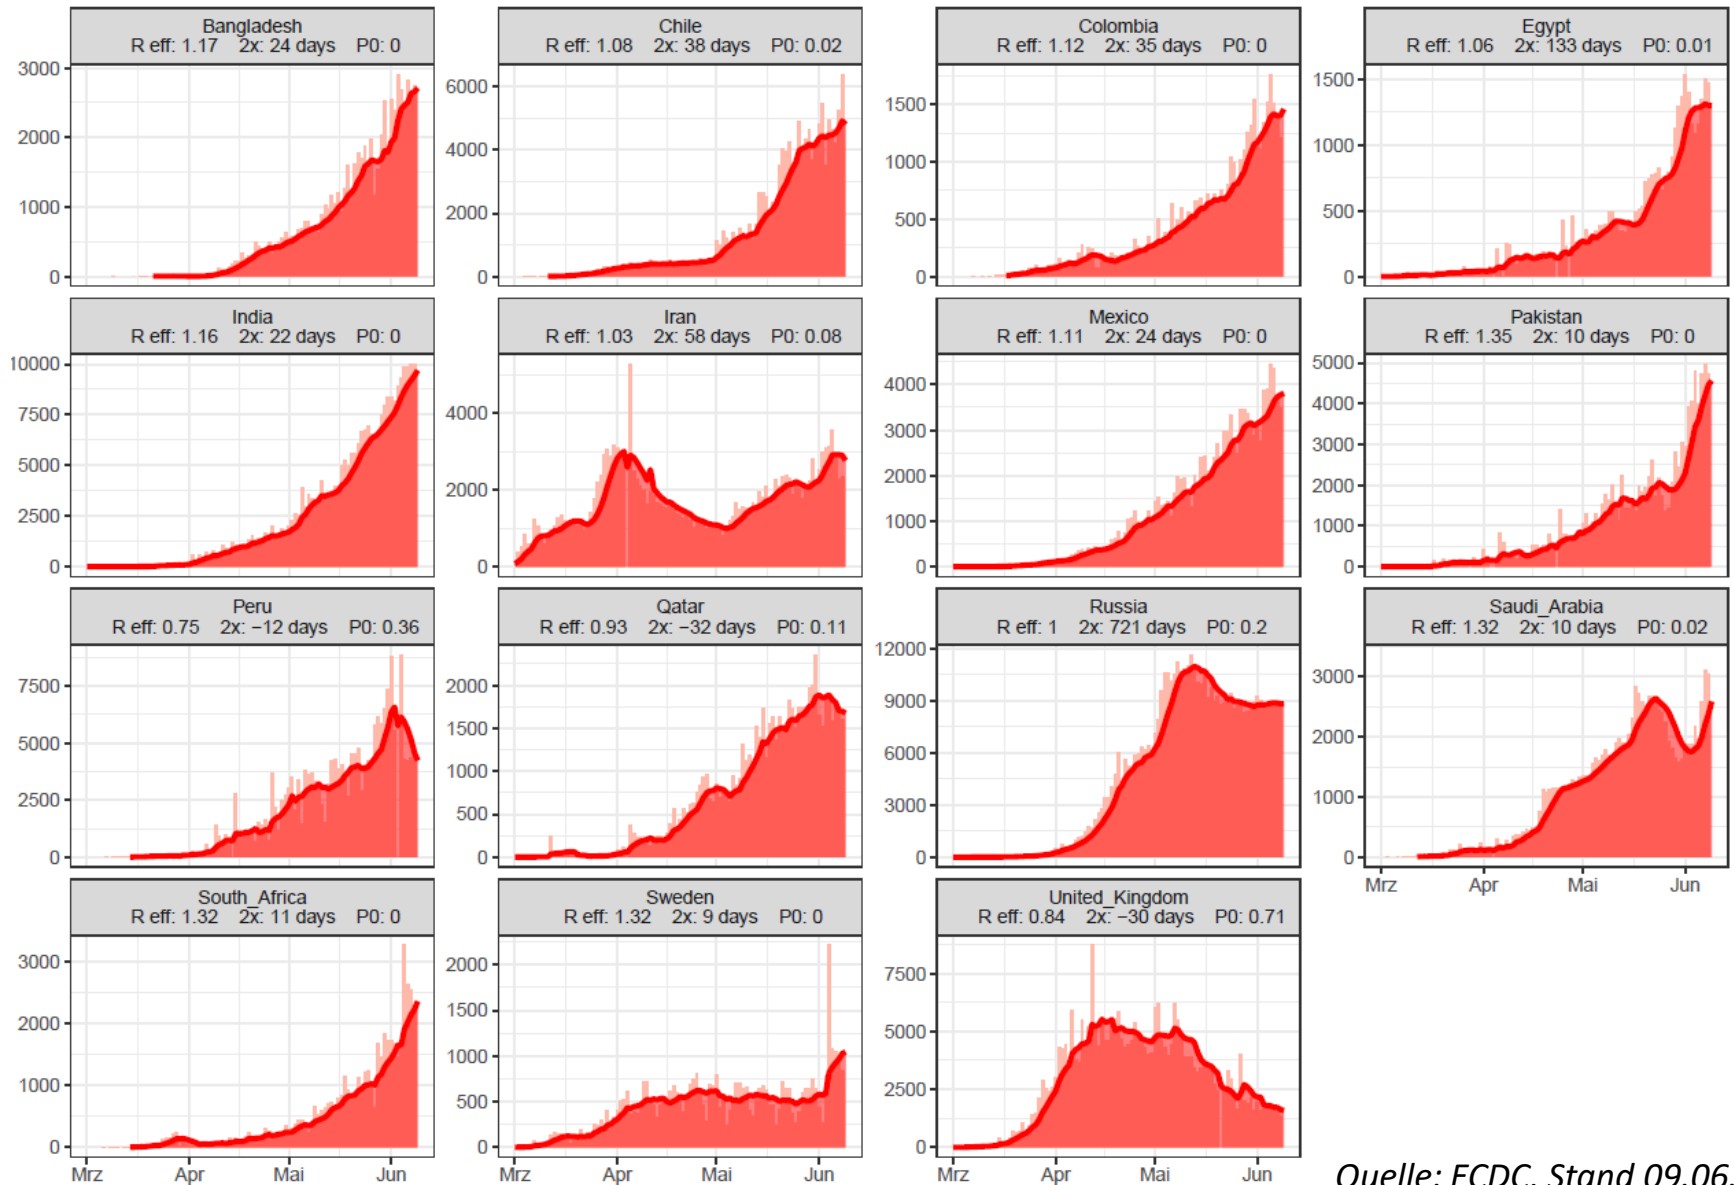 Bangladesh
R eff: 1.17 2x: 24 days P0: 0
3000
2000
1000
0
Chile
R eff: 1.08 2x: 38 days P0: 0.02
6000
4000
2000
0
Colombia
R eff: 1.12 2x: 35 days P0: 0
1500
1000
500
0
Egypt
R eff: 1.06 2x: 133 days P0: 0.01
1500
1000
500
0
India
R eff: 1.16 2x: 22 days P0: 0
10000
7500
5000
2500
0
Iran
R eff: 1.03 2x: 58 days P0: 0.08
4000
2000
0
Mexico
R eff: 1.11 2x: 24 days P0: 0
4000
3000
2000
1000
0
Pakistan
R eff: 1.35 2x: 10 days P0: 0
5000
4000
3000
2000
1000
0
Peru
R eff: 0.75 2x: −12 days P0: 0.36
7500
5000
2500
0
Qatar
R eff: 0.93 2x: −32 days P0: 0.11
2000
1500
1000
500
0
Russia
R eff: 1 2x: 721 days P0: 0.2
12000
9000
6000
3000
0
Saudi_Arabia
R eff: 1.32 2x: 10 days P0: 0.02
3000
2000
1000
0
Mrz Apr Mai Jun
South_Africa
R eff: 1.32 2x: 11 days P0: 0
3000
2000
1000
0
Mrz Apr Mai Jun
Sweden
R eff: 1.32 2x: 9 days P0: 0
2000
1500
1000
500
0
Mrz Apr Mai Jun
United_Kingdom
R eff: 0.84 2x: −30 days P0: 0.71
7500
5000
2500
0
Mrz Apr Mai Jun
Quelle: ECDC, Stand 09.06.